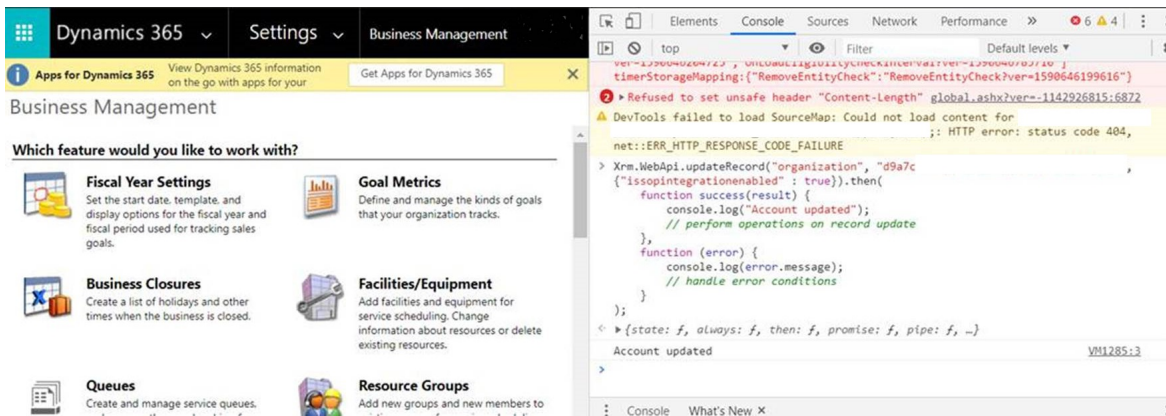 Dynamics 365
Settings
Business Management
Apps for Dynamics 365
View Dynamics 365 information
on the go with apps for your
Get Apps for Dynamics 365
Business Management
Which feature would you like to work with?
Fiscal Year Settings
Set the start date, template, and
display options for the fiscal year and
fiscal period used for tracking sales
goals.
Goal Metrics
Define and manage the kinds of goals
that your organization tracks.
Business Closures
Create a list of holidays and other
times when the business is closed.
Facilities/Equipment
Add facilities and equipment for
service scheduling. Change
information about resources or delete
existing resources.
Queues
Create and manage service queues.
Resource Groups
Add new groups and new members to
Elements Console Sources Network Performance » 6 4
top Filter Default levels ▼
timerStorageMapping:{"RemoveEntityCheck":"RemoveEntityCheck?ver=1590646199616"}
2 ▸Refused to set unsafe header "Content-Length" global.ashx?ver=-1142926815:6872
DevTools failed to load SourceMap: Could not load content for
;: HTTP error: status code 404,
net::ERR_HTTP_RESPONSE_CODE_FAILURE
> Xrm.WebApi.updateRecord("organization", "d9a7c ,
{"issopintegrationenabled" : true}).then(
function success(result) {
console.log("Account updated");
// perform operations on record update
},
function (error) {
console.log(error.message);
// handle error conditions
}
);
▸{state: ƒ, always: ƒ, then: ƒ, promise: ƒ, pipe: ƒ, …}
Account updated VM1285:3
>
Console What's New ×